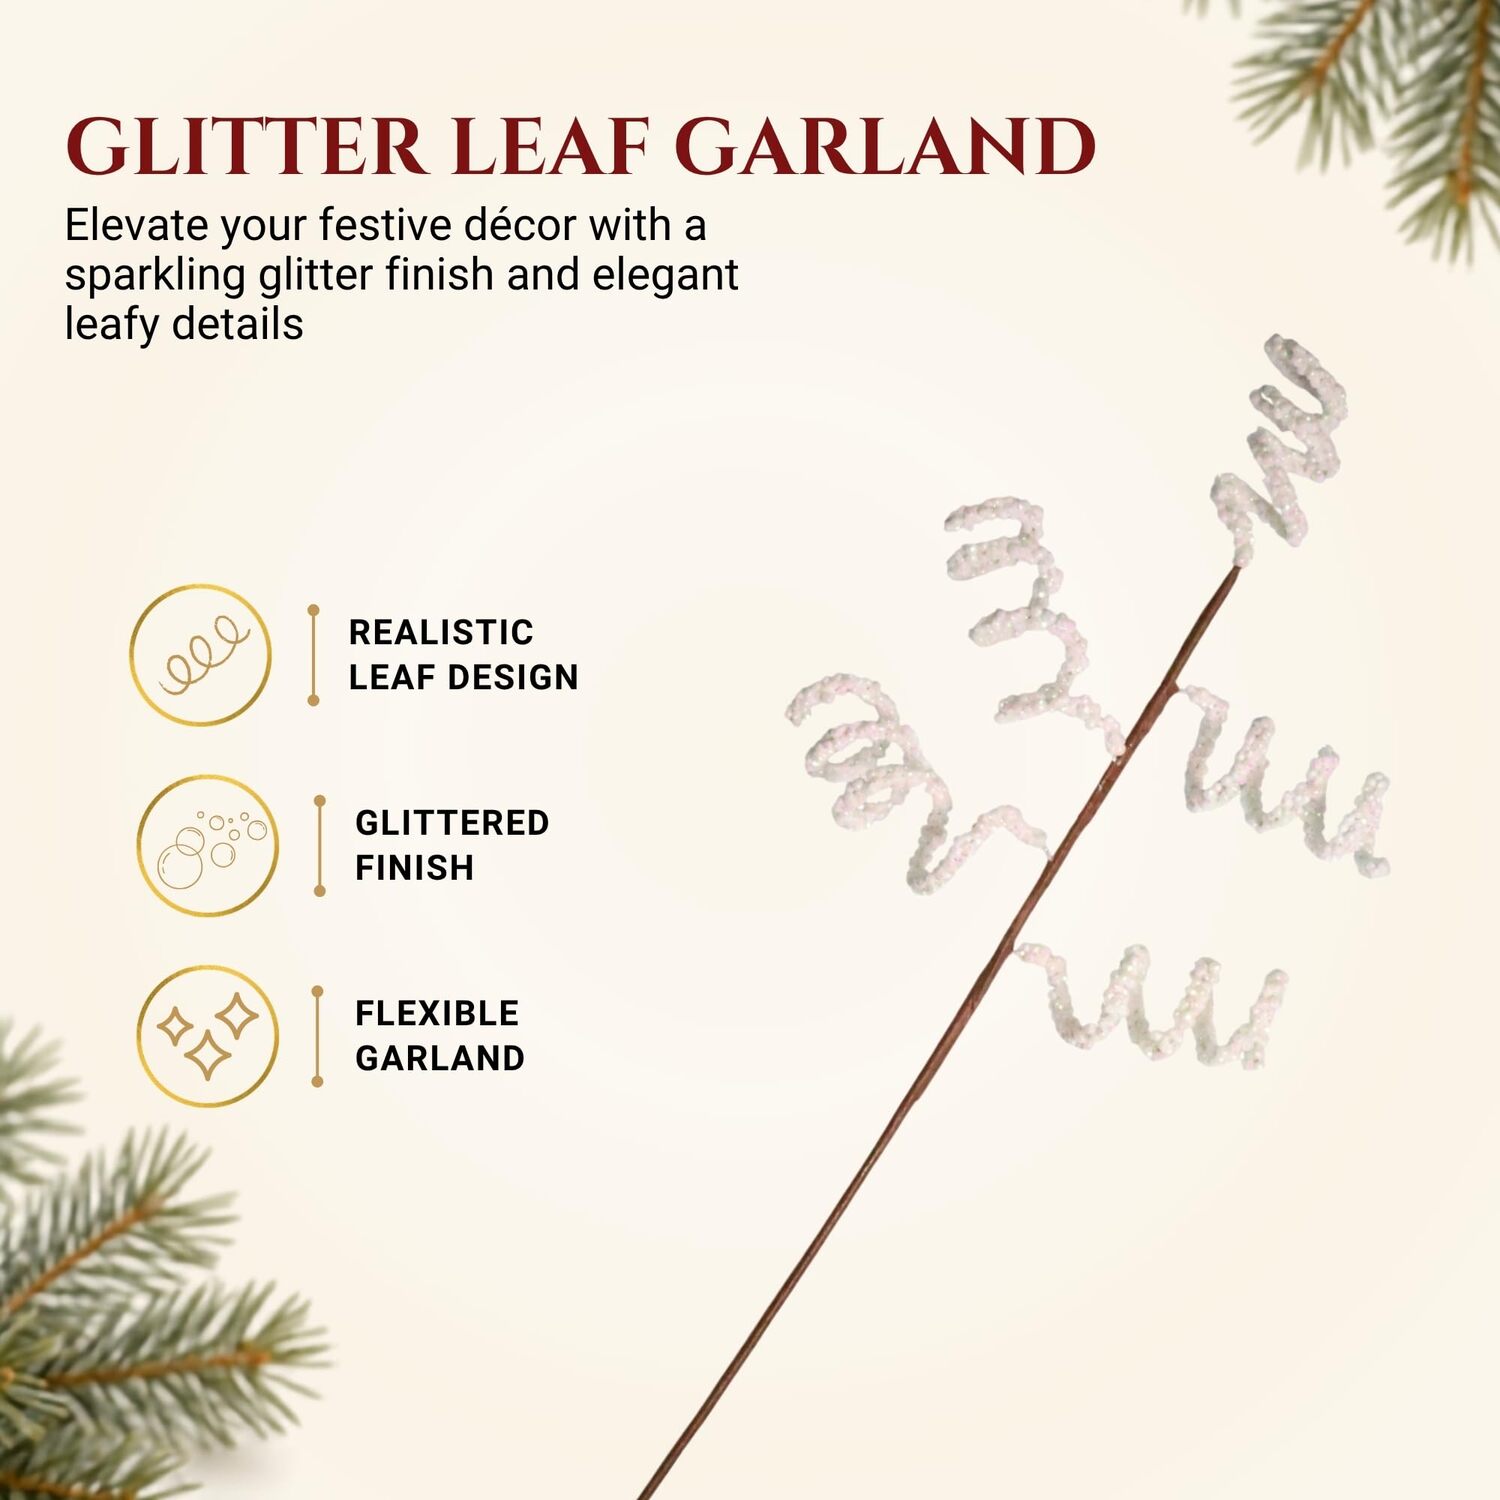 GLITTER LEAF GARLAND
Elevate your festive décor with a
sparkling glitter finish and elegant
leafy details
REALISTIC
LEAF DESIGN
GLITTERED
FINISH
FLEXIBLE
GARLAND